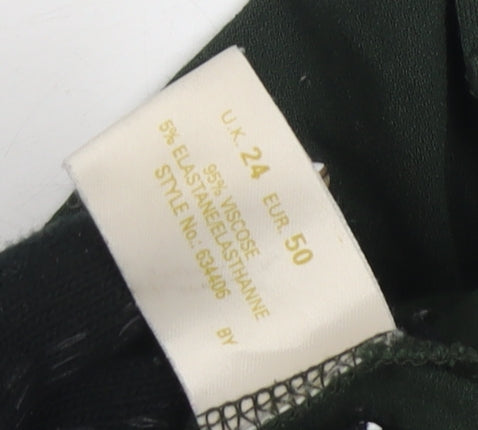 U.K. 24 EUR. 50
95% VISCOSE
5% ELASTANE/ELASTHANNE
STYLE No.: 634406 BY